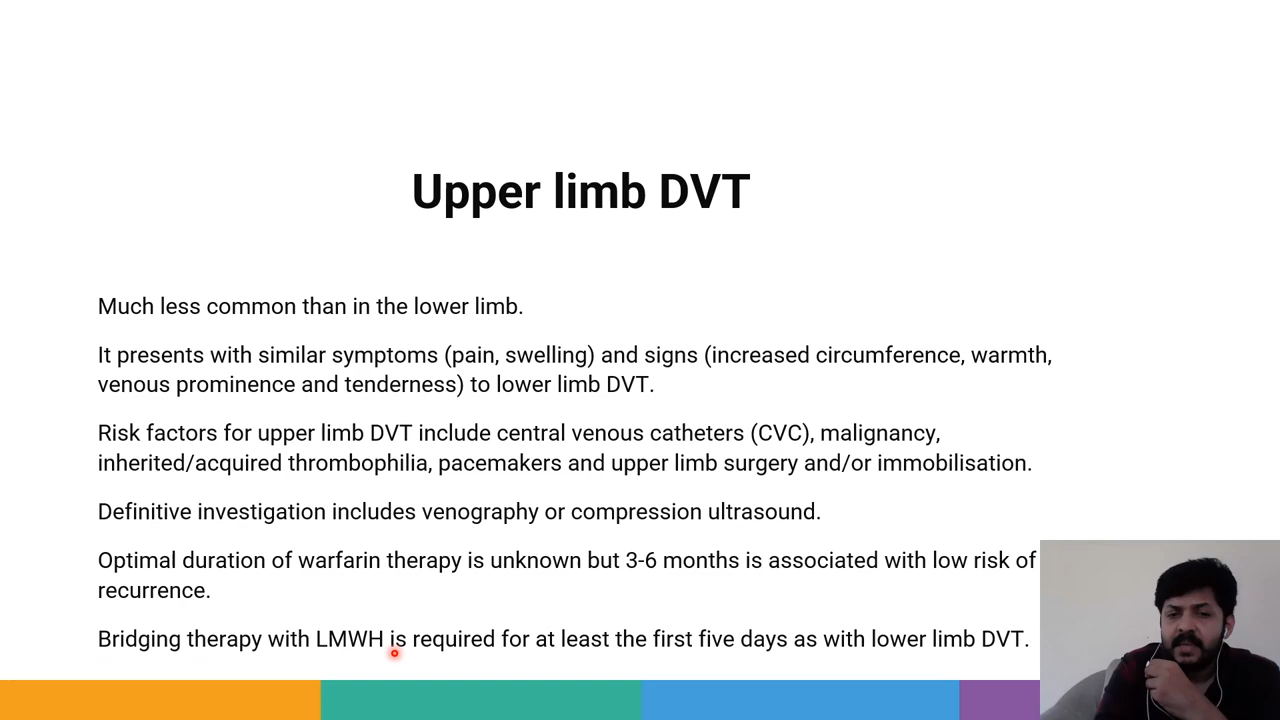 Upper limb DVT
Much less common than in the lower limb.
It presents with similar symptoms (pain, swelling) and signs (increased circumference, warmth,
venous prominence and tenderness) to lower limb DVT.
Risk factors for upper limb DVT include central venous catheters (CVC), malignancy,
inherited/acquired thrombophilia, pacemakers and upper limb surgery and/or immobilisation.
Definitive investigation includes venography or compression ultrasound.
Optimal duration of warfarin therapy is unknown but 3-6 months is associated with low risk of
recurrence.
Bridging therapy with LMWH is required for at least the first five days as with lower limb DVT.